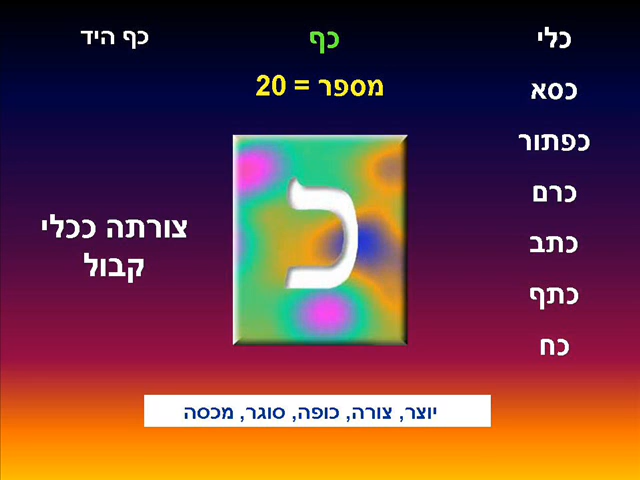 כלי
כסא
כפתור
כרם
כתב
כתף
כח
כף
מספר = 20
כ
כף היד
צורתה ככלי
קבול
יוצר, צורה, כופה, סוגר, מכסה